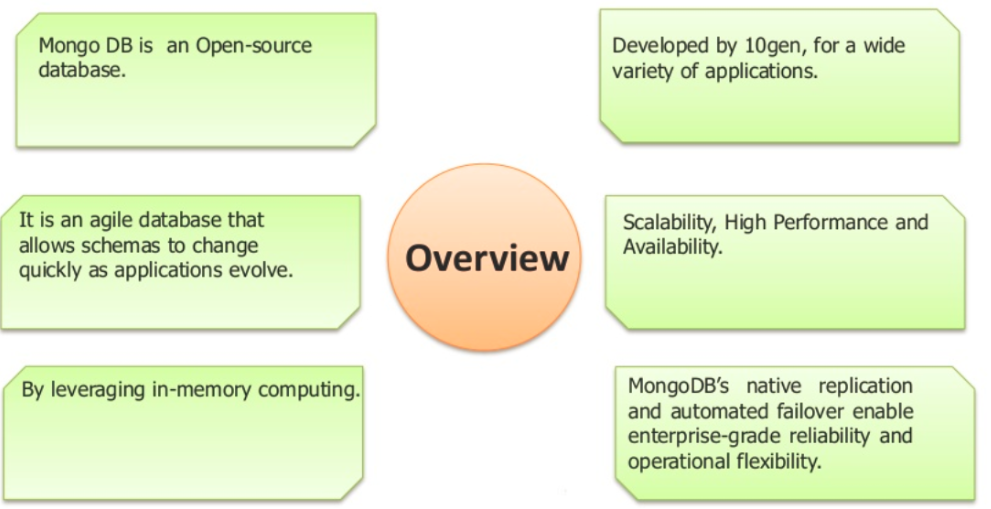 Mongo DB is  an Open-source
database.
Developed by 10gen, for a wide
variety of applications.
It is an agile database that
allows schemas to change
quickly as applications evolve.
Overview
Scalability, High Performance and
Availability.
By leveraging in-memory computing.
MongoDB’s native replication
and automated failover enable
enterprise-grade reliability and
operational flexibility.